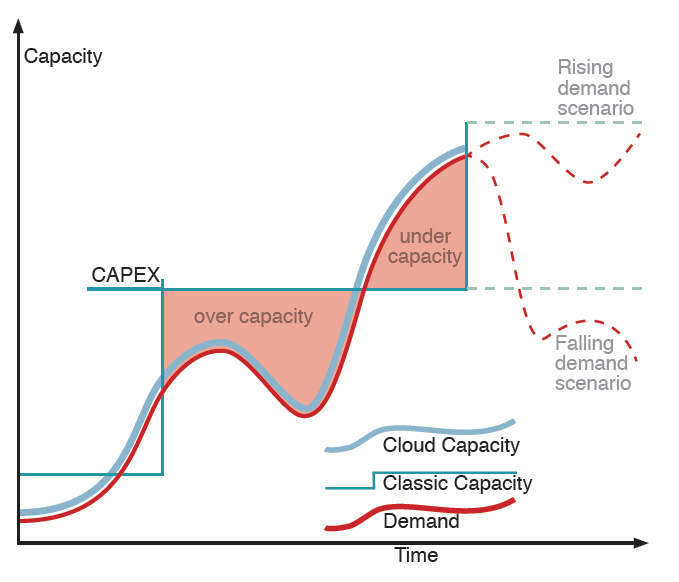 Capacity
Rising
demand
scenario
under
capacity
CAPEX
over capacity
Falling
demand
scenario
Cloud Capacity
Classic Capacity
Demand
Time